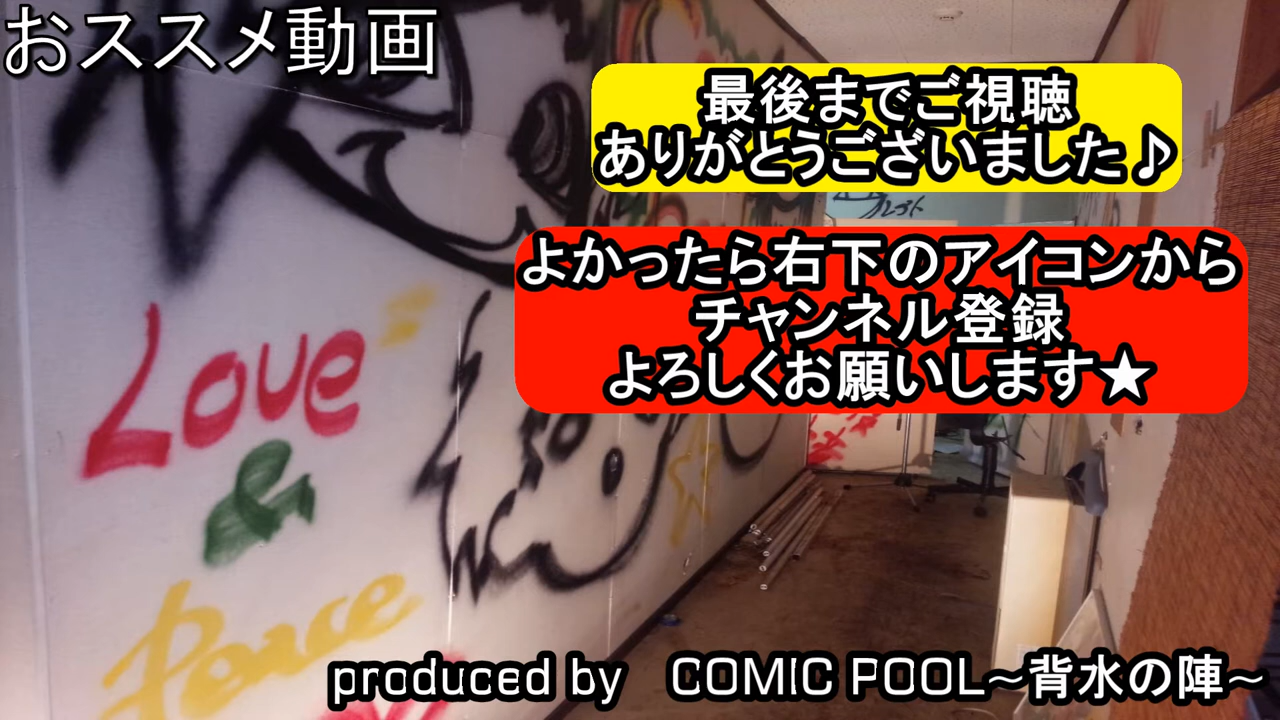 おススメ動画
最後までご視聴
ありがとうございました♪
よかったら右下のアイコンから
チャンネル登録
よろしくお願いします★
Love
&
Peace
produced by COMIC POOL~背水の陣~